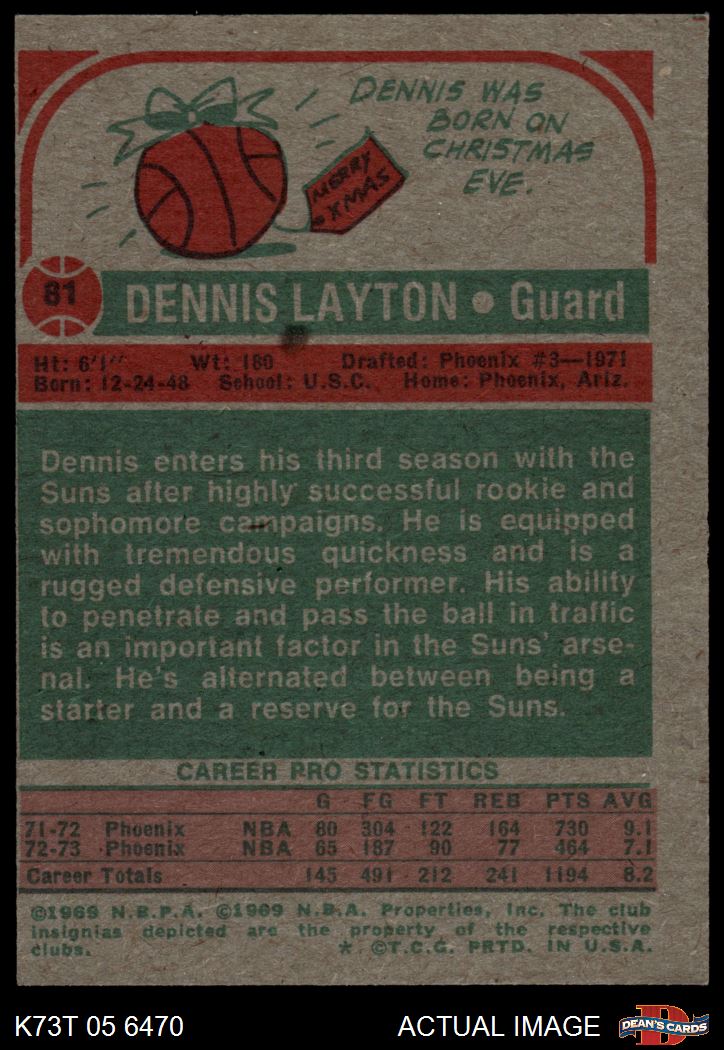 DENNIS WAS
BORN ON
CHRISTMAS
EVE.
MERRY
XMAS
81
DENNIS LAYTON • Guard
Ht: 6'1" Wt: 180 Drafted: Phoenix #3—1971
Born: 12-24-48 School: U.S.C. Home: Phoenix, Ariz.
Dennis enters his third season with the
Suns after highly successful rookie and
sophomore campaigns. He is equipped
with tremendous quickness and is a
rugged defensive performer. His ability
to penetrate and pass the ball in traffic
is an important factor in the Suns' arse-
nal. He's alternated between being a
starter and a reserve for the Suns.
CAREER PRO STATISTICS
G FG FT REB PTS AVG
71-72 Phoenix NBA 80 304 122 164 730 9.1
72-73 Phoenix NBA 65 187 90 77 464 7.1
Career Totals 145 491 212 241 1194 8.2
©1969 N.B.P.A. ©1969 N.B.A. Properties, Inc. The club
insignias depicted are the property of the respective
clubs. * ©T.C.G. PRTD. IN U.S.A.
K73T 05 6470 ACTUAL IMAGE
D
DEAN'S CARDS